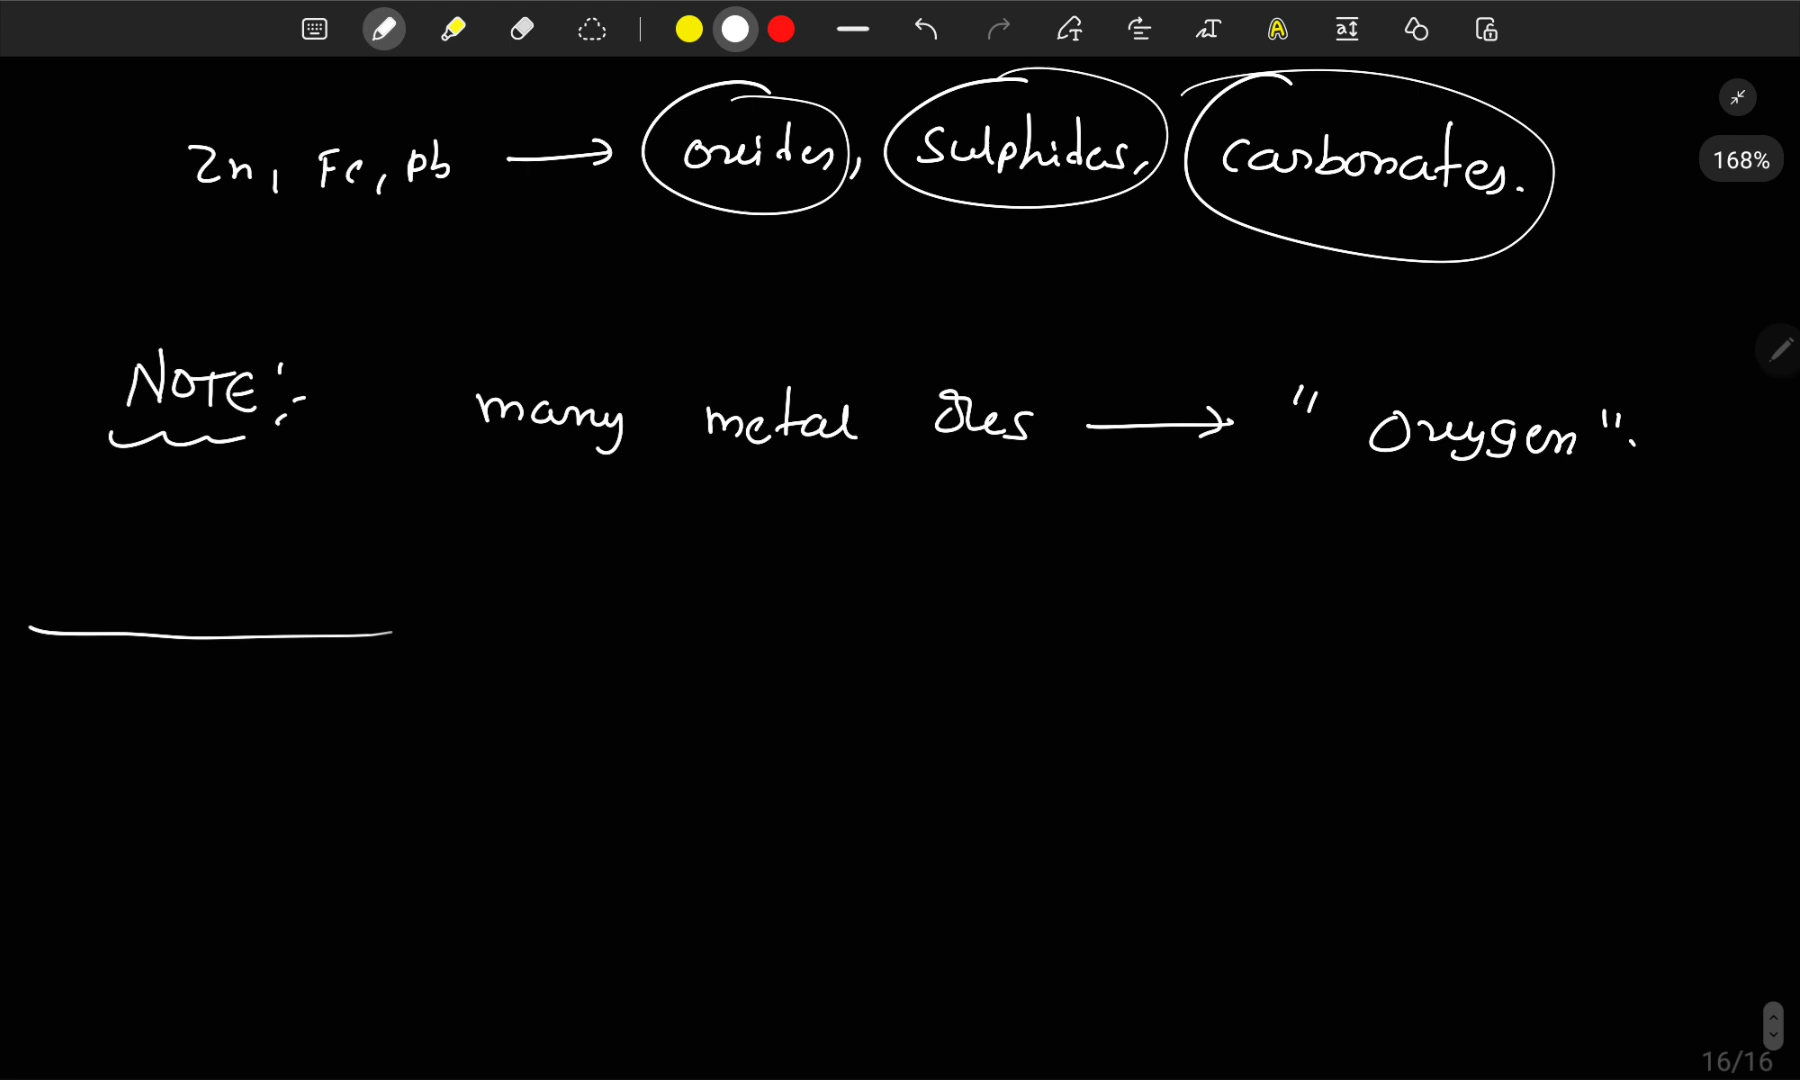 168%
Zn, Fe, Pb → oxides, Sulphides, Carbonates.
NOTE:- many metal Ores → "Oxygen".
16/16